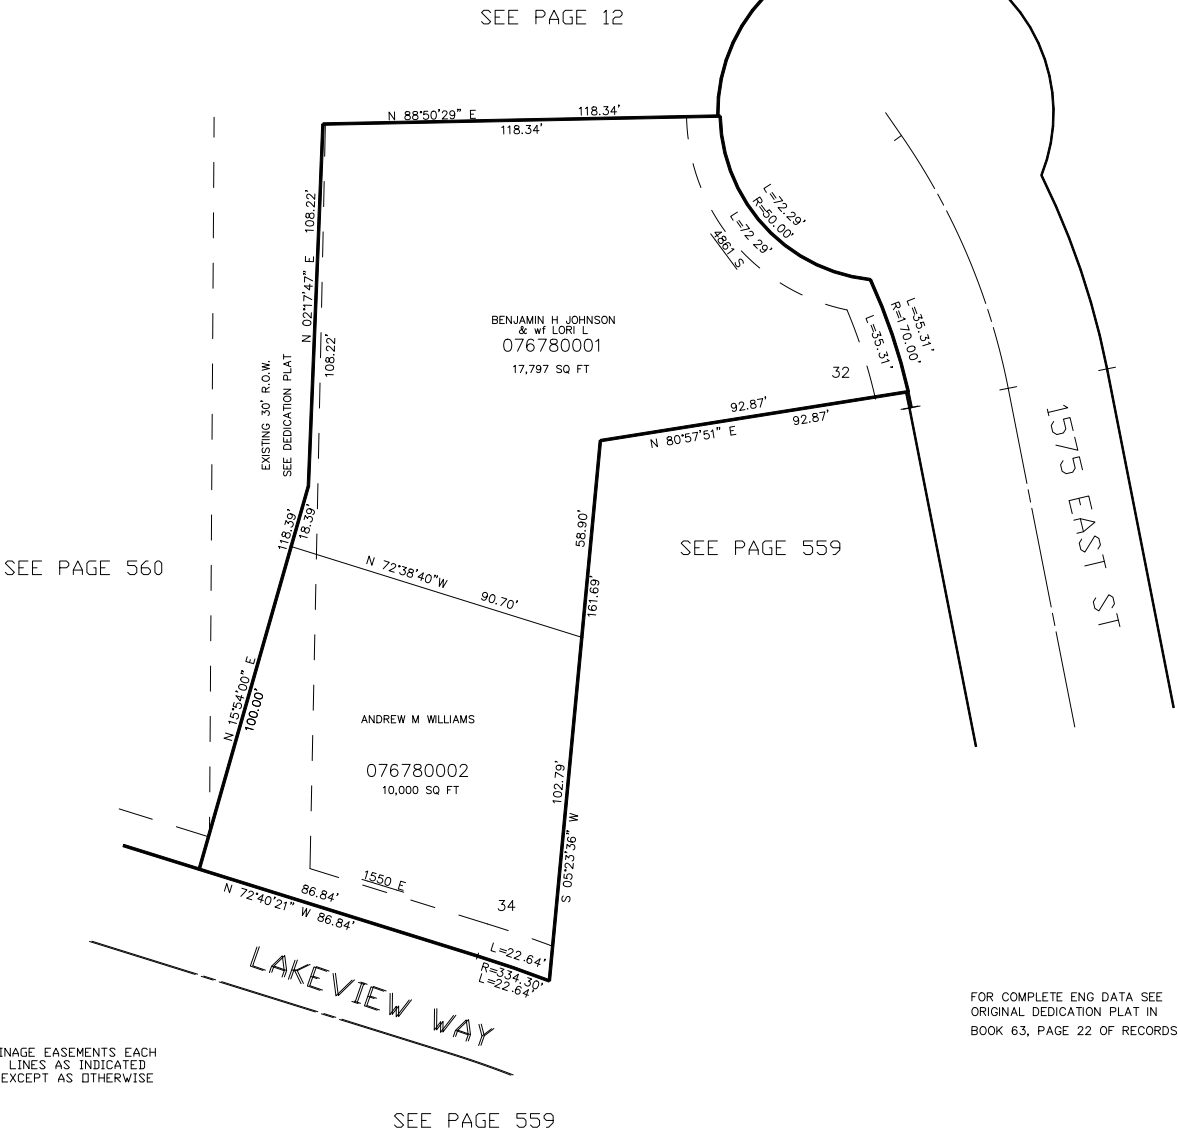 SEE PAGE 12
N 88°50'29" E
118.34'
118.34'
L=72.29'
R=50.00'
L=72.29'
4861 S
108.22'
N 02°17'47" E
108.22'
BENJAMIN H JOHNSON
& wf LORI L
076780001
17,797 SQ FT
L=35.31'
R=170.00'
L=35.31'
32
EXISTING 30' R.O.W.
SEE DEDICATION PLAT
92.87'
92.87'
N 80°57'51" E
1575 EAST ST
118.39'
18.39'
58.90'
SEE PAGE 559
SEE PAGE 560
N 72°38'40"W
90.70'
161.69'
N 15°54'00" E
100.00'
ANDREW M WILLIAMS
076780002
10,000 SQ FT
102.79'
S 05°23'36" W
1550 E
34
86.84'
N 72°40'21" W 86.84'
L=22.64'
R=334.30'
L=22.64'
LAKEVIEW WAY
FOR COMPLETE ENG DATA SEE
ORIGINAL DEDICATION PLAT IN
BOOK 63, PAGE 22 OF RECORDS
INAGE EASEMENTS EACH
LINES AS INDICATED
EXCEPT AS OTHERWISE
SEE PAGE 559